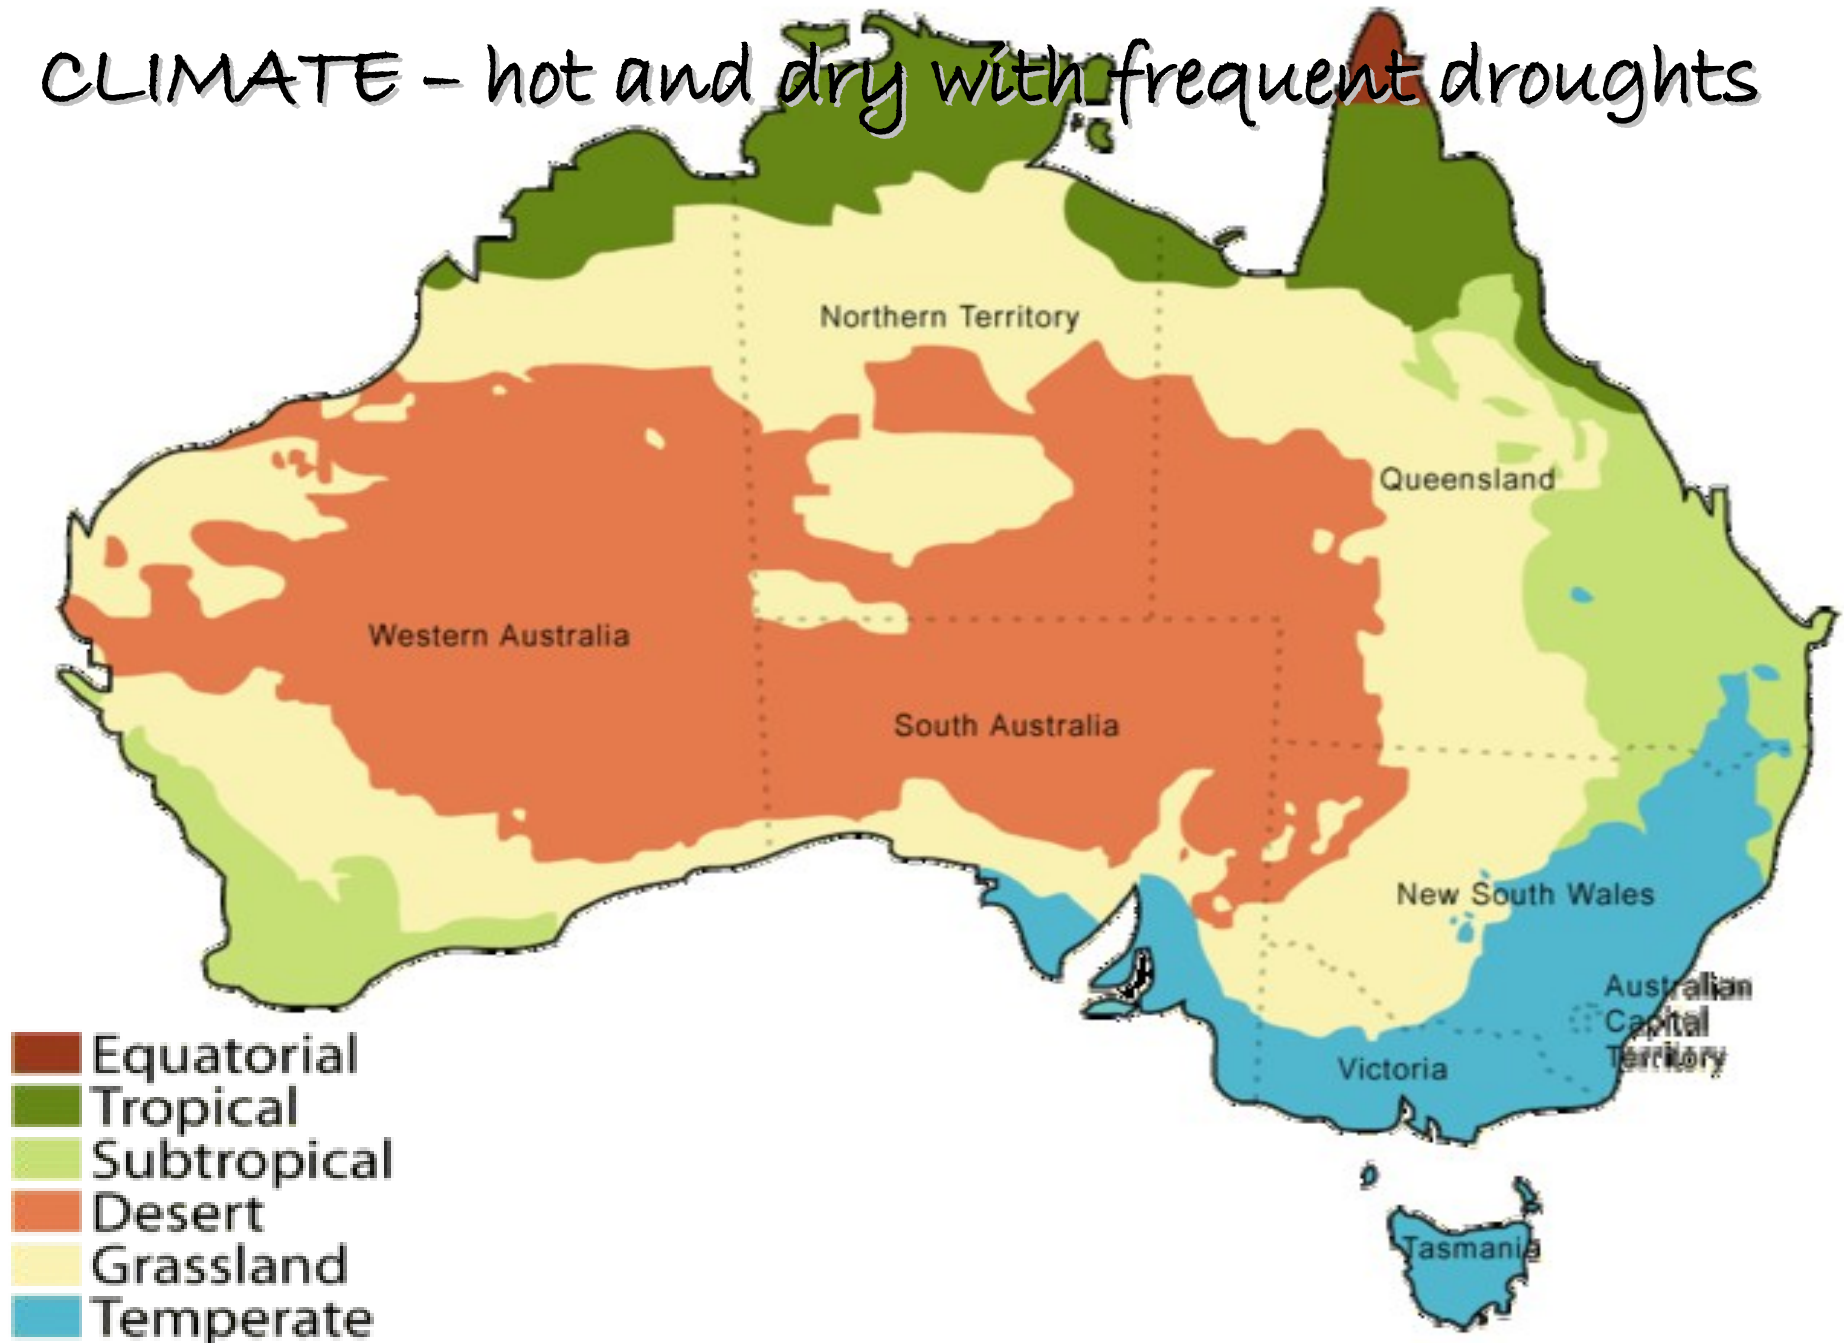 CLIMATE – hot and dry with frequent droughts
Northern Territory
Queensland
Western Australia
South Australia
New South Wales
Australian
Capital
Territory
Victoria
Tasmania
Equatorial
Tropical
Subtropical
Desert
Grassland
Temperate